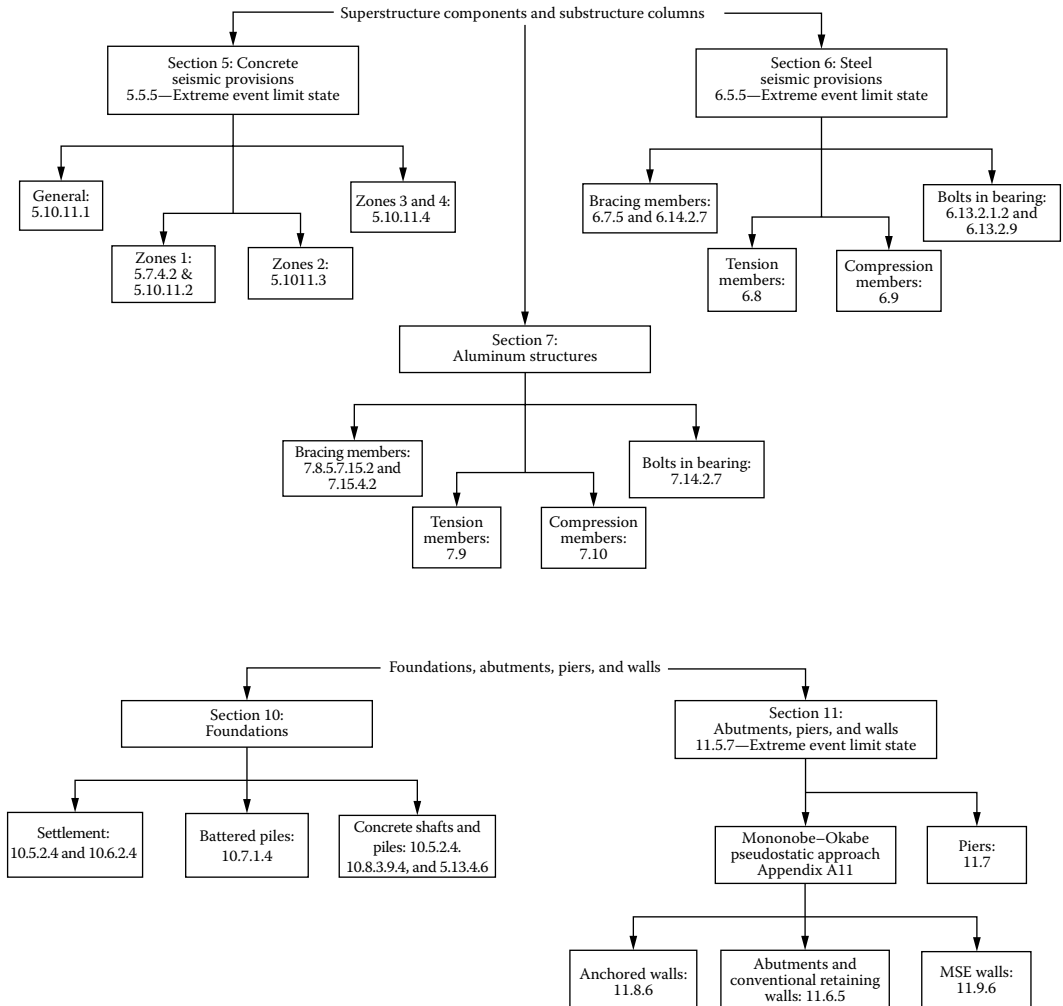 Superstructure components and substructure columns
Section 5: Concrete
seismic provisions
5.5.5—Extreme event limit state
Section 6: Steel
seismic provisions
6.5.5—Extreme event limit state
General:
5.10.11.1
Zones 1:
5.7.4.2 &
5.10.11.2
Zones 2:
5.1011.3
Zones 3 and 4:
5.10.11.4
Bracing members:
6.7.5 and 6.14.2.7
Tension
members:
6.8
Compression
members:
6.9
Bolts in bearing:
6.13.2.1.2 and
6.13.2.9
Section 7:
Aluminum structures
Bracing members:
7.8.5.7.15.2 and
7.15.4.2
Tension
members:
7.9
Compression
members:
7.10
Bolts in bearing:
7.14.2.7
Foundations, abutments, piers, and walls
Section 10:
Foundations
Section 11:
Abutments, piers, and walls
11.5.7—Extreme event limit state
Settlement:
10.5.2.4 and 10.6.2.4
Battered piles:
10.7.1.4
Concrete shafts and
piles: 10.5.2.4.
10.8.3.9.4, and 5.13.4.6
Mononobe–Okabe
pseudostatic approach
Appendix A11
Piers:
11.7
Anchored walls:
11.8.6
Abutments and
conventional retaining
walls: 11.6.5
MSE walls:
11.9.6